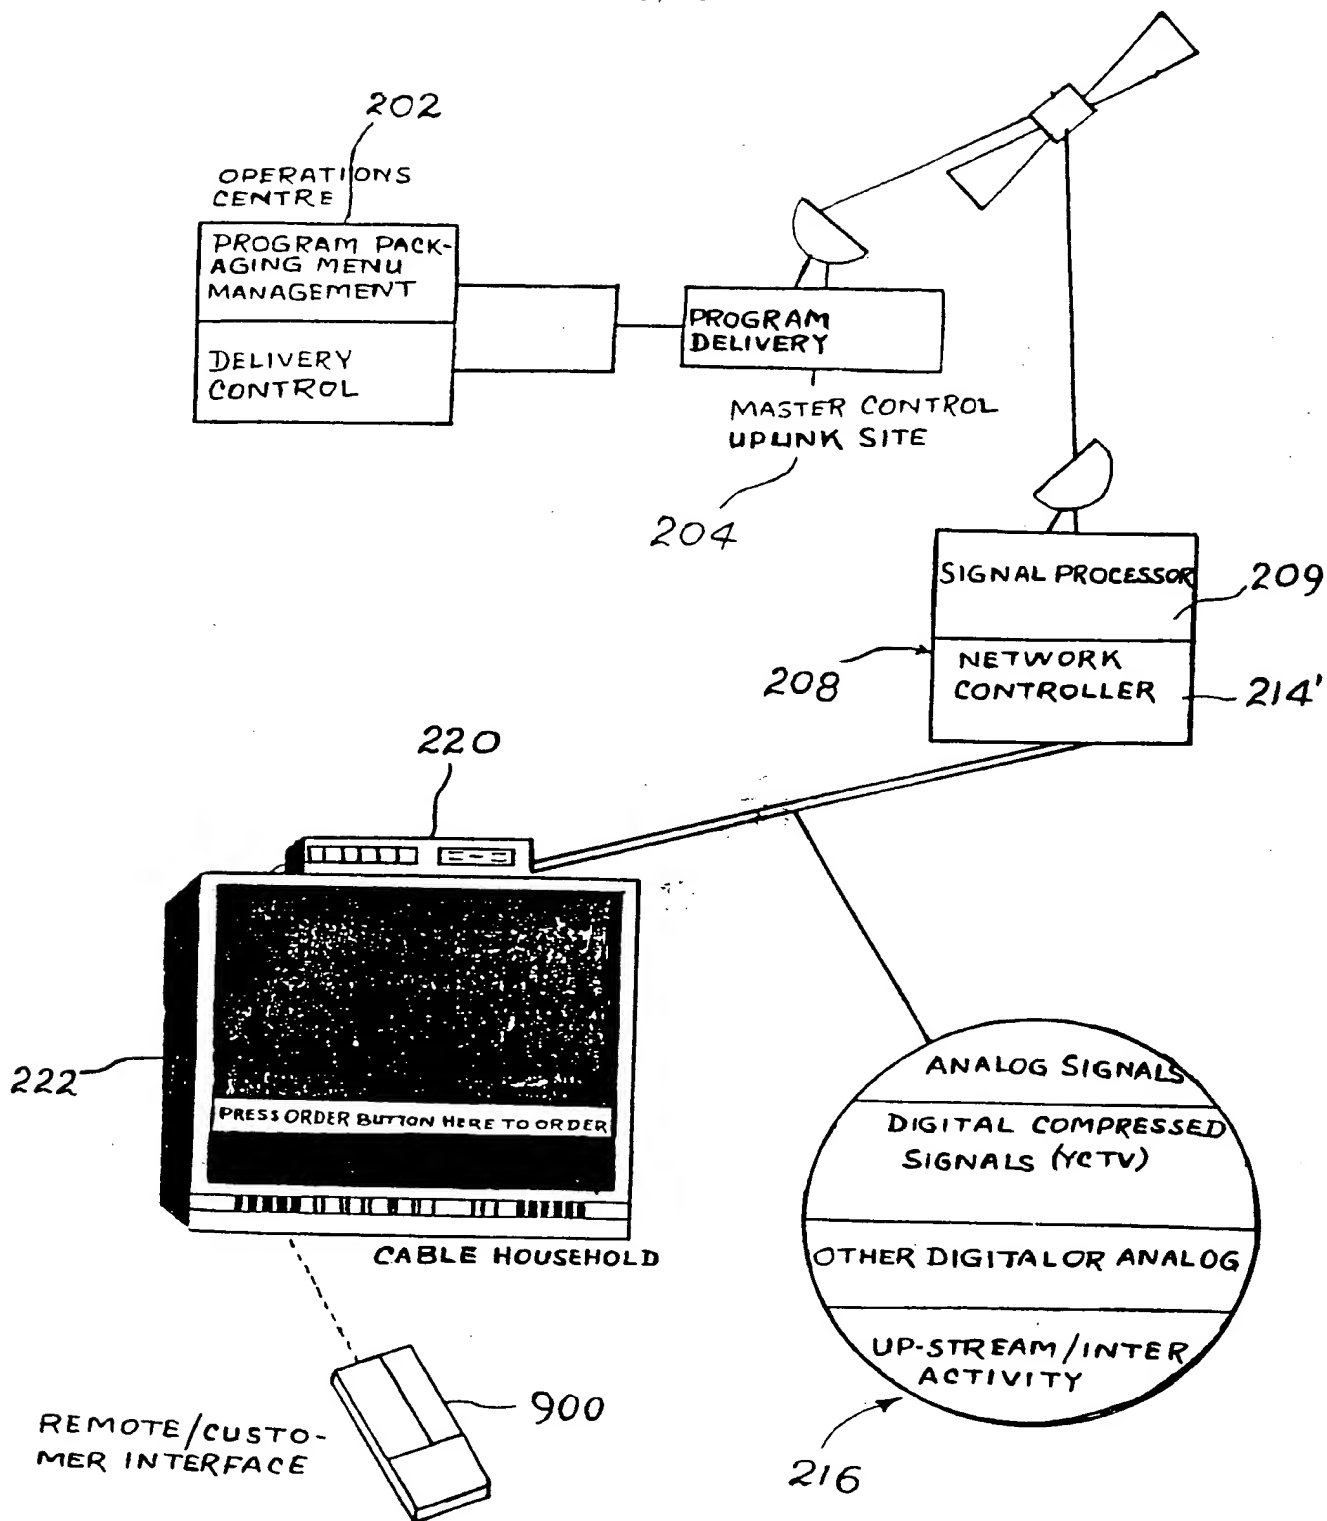 202
OPERATIONS
CENTRE
PROGRAM PACK-
AGING MENU
MANAGEMENT
DELIVERY
CONTROL
PROGRAM
DELIVERY
MASTER CONTROL
UPLINK SITE
204
SIGNAL PROCESSOR
209
208
NETWORK
CONTROLLER
214'
220
222
PRESS ORDER BUTTON HERE TO ORDER
CABLE HOUSEHOLD
ANALOG SIGNALS
DIGITAL COMPRESSED
SIGNALS (YCTV)
OTHER DIGITAL OR ANALOG
UP-STREAM/INTER
ACTIVITY
216
900
REMOTE/CUSTO-
MER INTERFACE